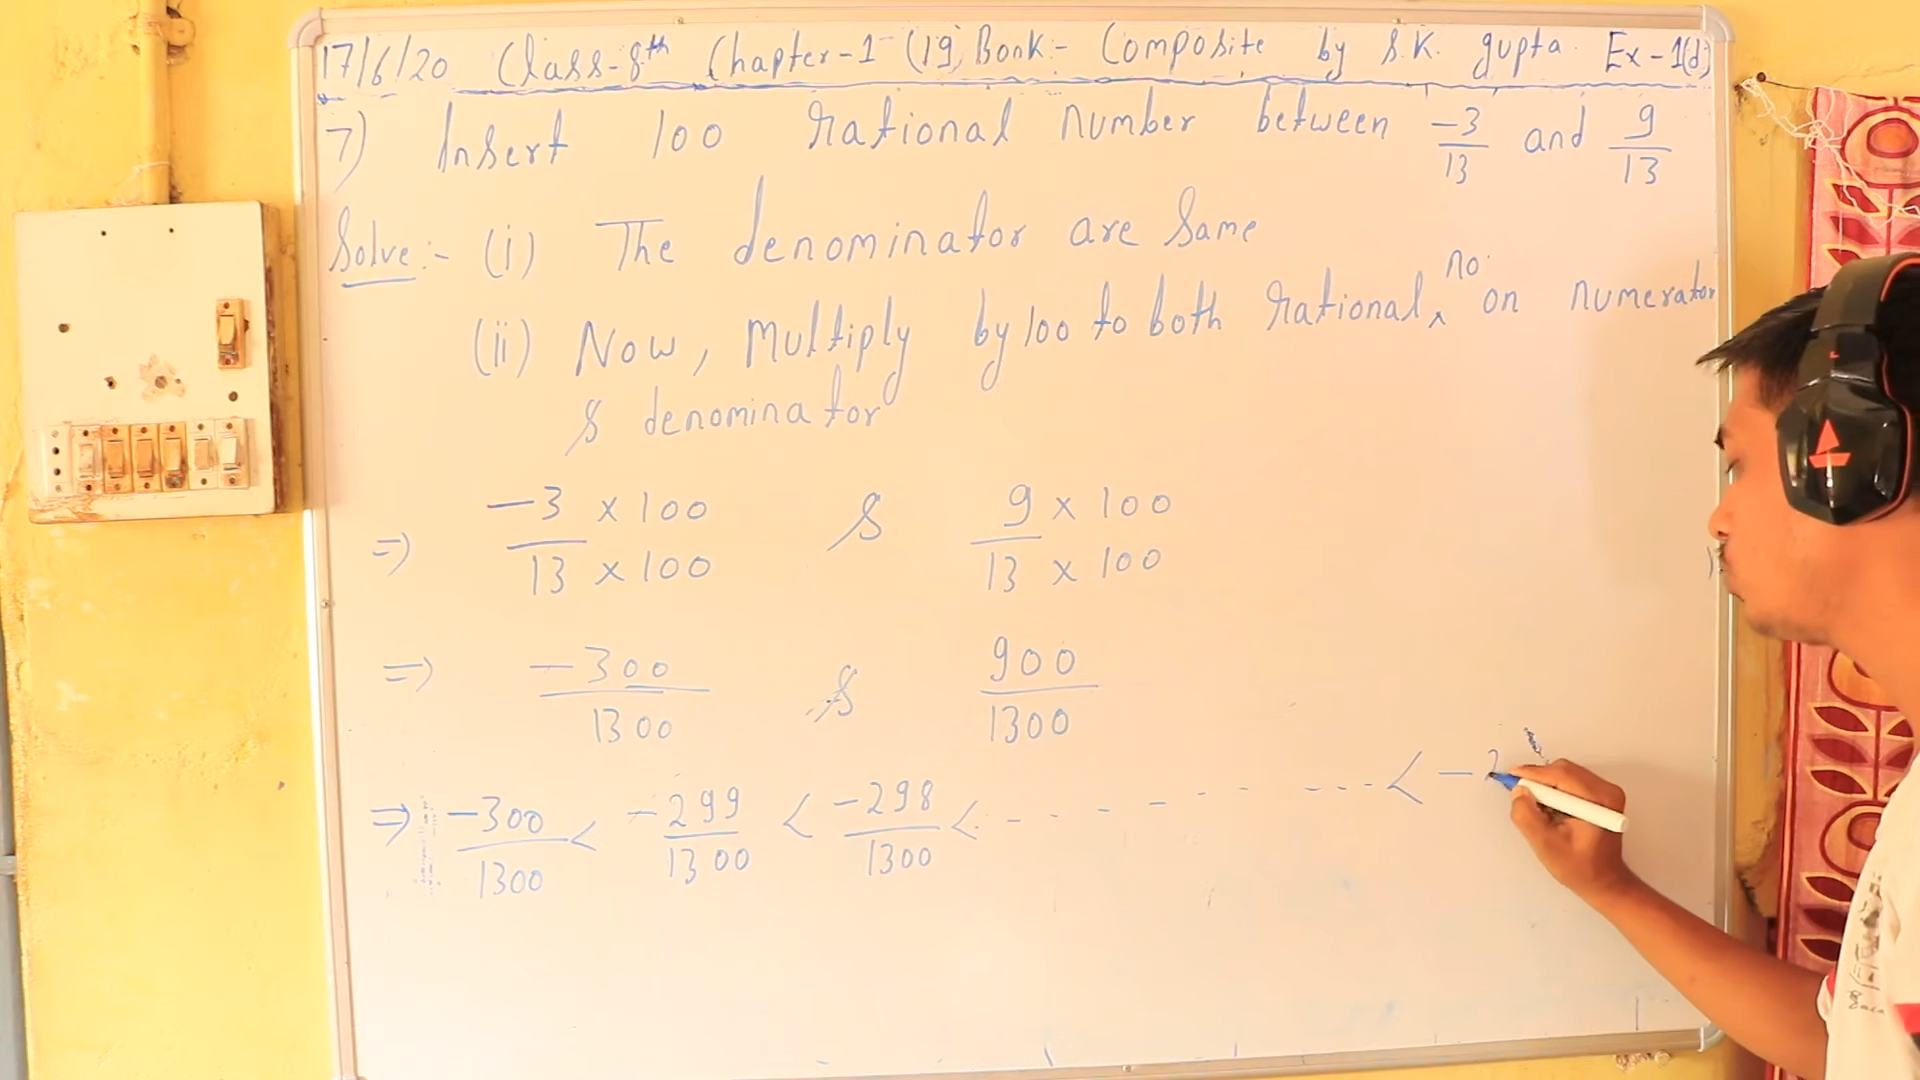 17/6/20 Class-8th Chapter-1 (19) Book:- Composite by S.K. gupta. Ex-1(d)
7) Insert 100 rational number between -3/13 and 9/13
Solve:- (i) The denominator are same
(ii) Now, Multiply by 100 to both rational no. on numerator
& denominator
=> -3 x 100 / 13 x 100 & 9 x 100 / 13 x 100
=> -300/1300 & 900/1300
=> -300/1300 < -299/1300 < -298/1300 < - - - - - - - - - - - < - 2